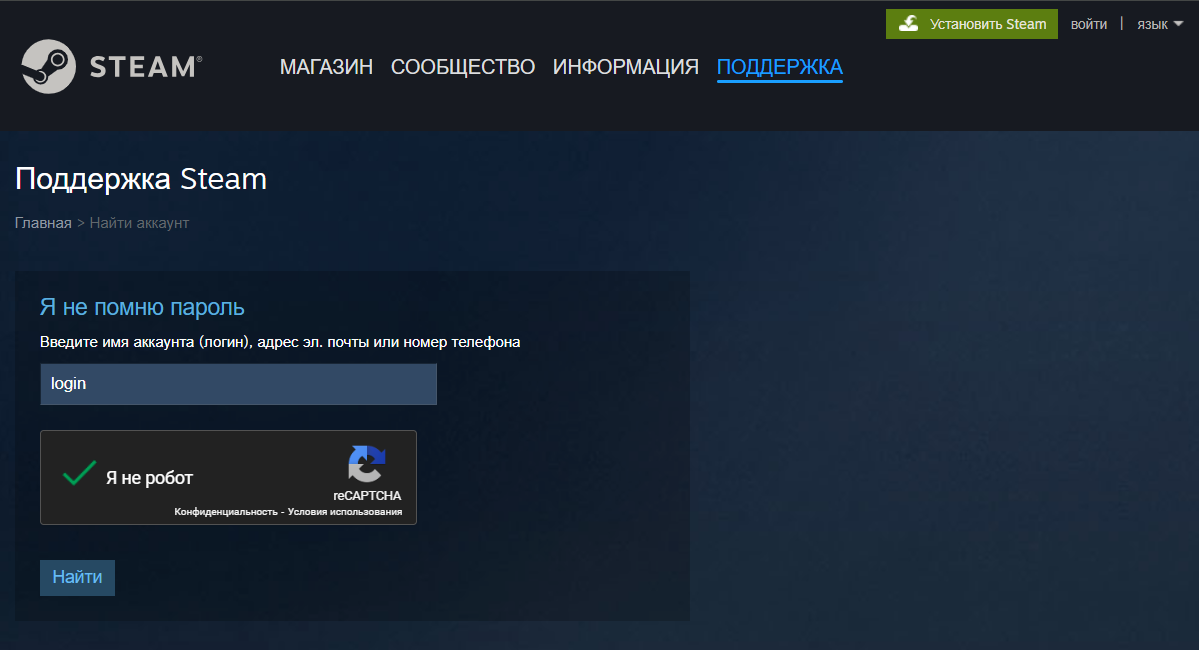 Установить Steam войти | язык
STEAM® МАГАЗИН СООБЩЕСТВО ИНФОРМАЦИЯ ПОДДЕРЖКА
Поддержка Steam
Главная > Найти аккаунт
Я не помню пароль
Введите имя аккаунта (логин), адрес эл. почты или номер телефона
login
Я не робот
reCAPTCHA
Конфиденциальность - Условия использования
Найти